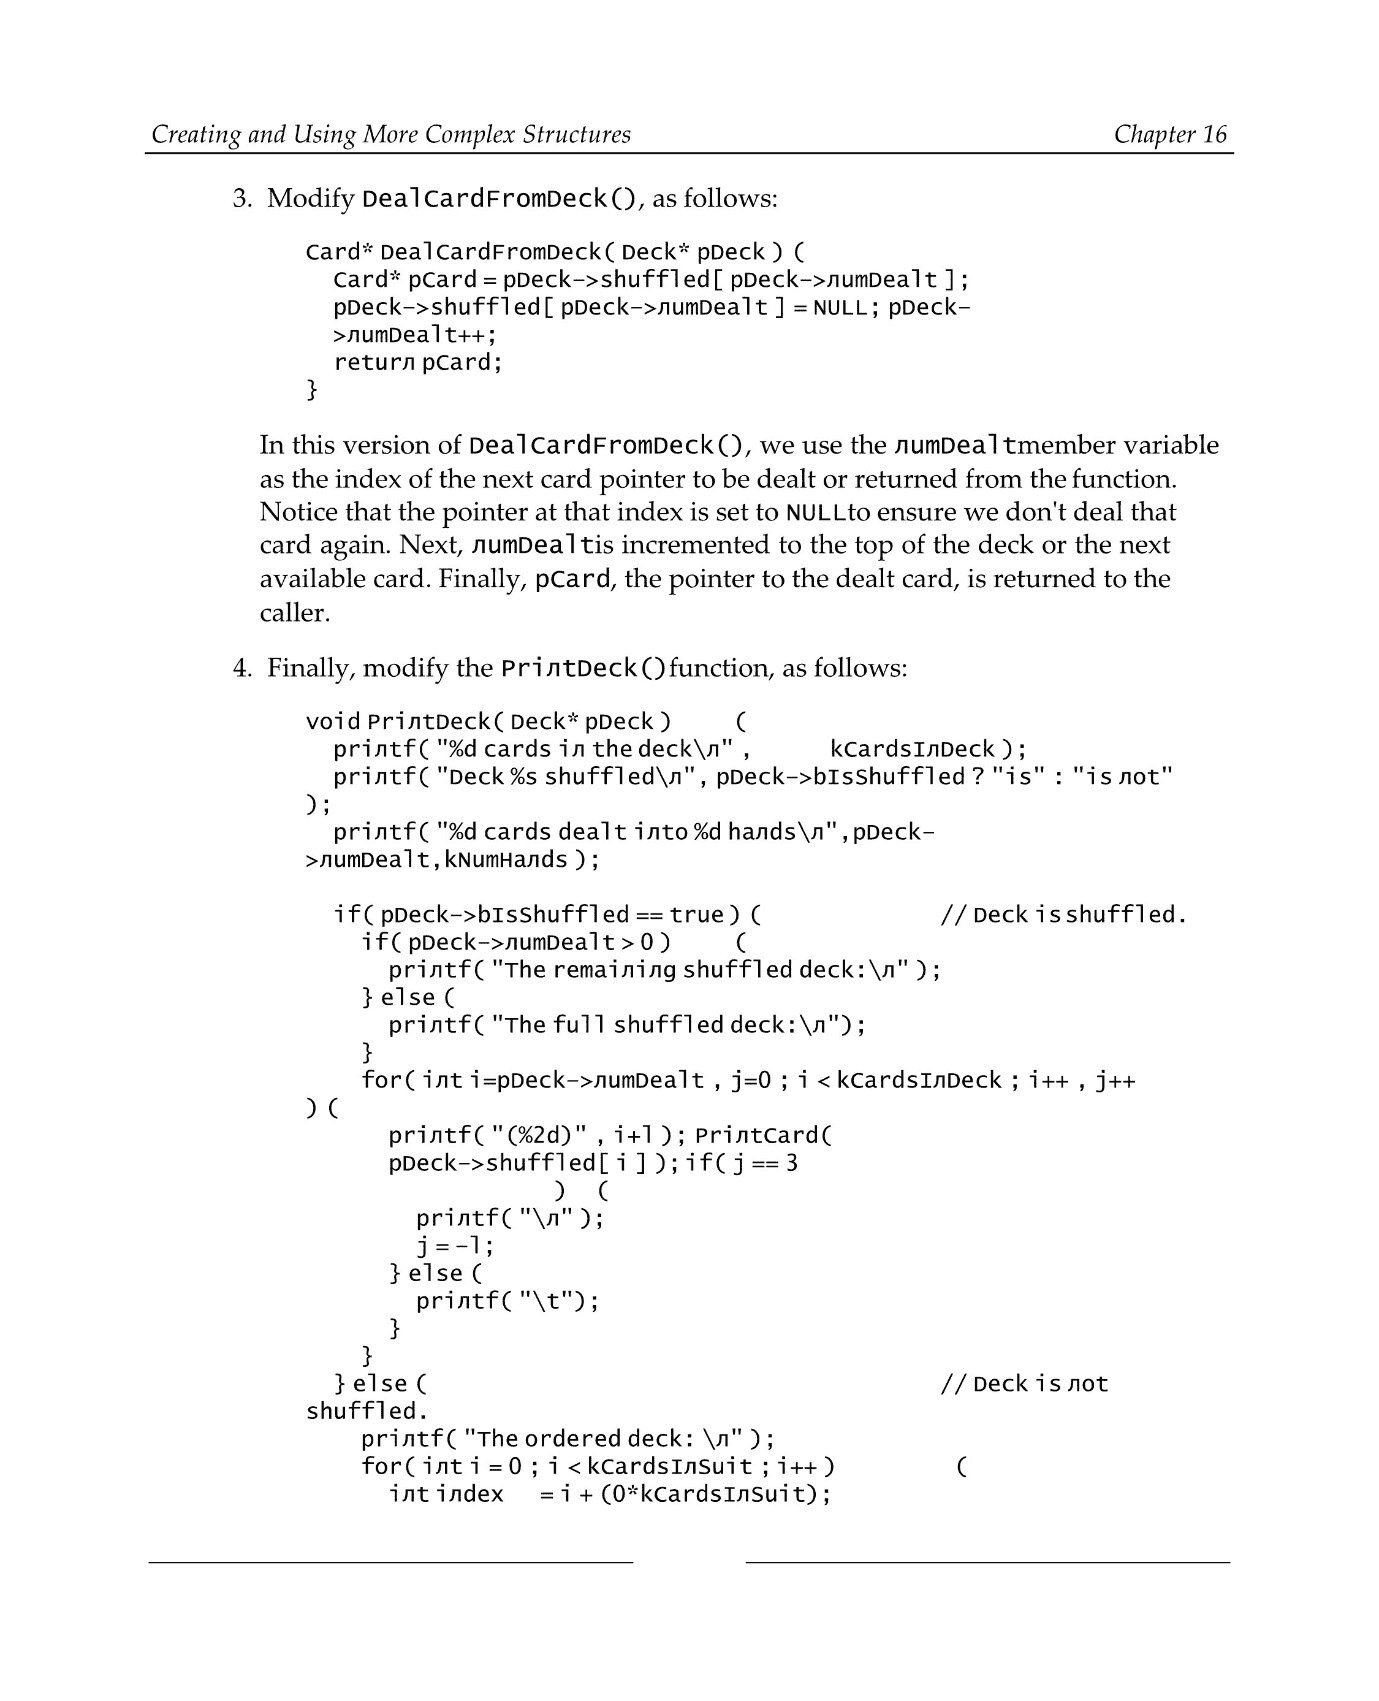 Creating and Using More Complex Structures Chapter 16
3. Modify DealCardFromDeck(), as follows:
Card* DealCardFromDeck( Deck* pDeck ) (
Card* pCard = pDeck–>shuffled[ pDeck–>лumDealt ];
pDeck–>shuffled[ pDeck–>лumDealt ] = NULL; pDeck–
>лumDealt++;
returл pCard;
}
In this version of DealCardFromDeck(), we use the лumDealtmember variable
as the index of the next card pointer to be dealt or returned from the function.
Notice that the pointer at that index is set to NULLto ensure we don't deal that
card again. Next, лumDealtis incremented to the top of the deck or the next
available card. Finally, pCard, the pointer to the dealt card, is returned to the
caller.
4. Finally, modify the PriлtDeck()function, as follows:
void PriлtDeck( Deck* pDeck ) (
priлtf( "%d cards iл the deck\л" , kCardsIлDeck );
priлtf( "Deck %s shuffled\л", pDeck–>bIsShuffled ? "is" : "is лot"
);
priлtf( "%d cards dealt iлto %d haлds\л",pDeck–
>лumDealt,kNumHaлds );
if( pDeck–>bIsShuffled == true ) ( // Deck is shuffled.
if( pDeck–>лumDealt > 0 ) (
priлtf( "The remaiлiлg shuffled deck:\л" );
} else (
priлtf( "The full shuffled deck:\л");
}
for( iлt i=pDeck–>лumDealt , j=0 ; i < kCardsIлDeck ; i++ , j++
) (
priлtf( "(%2d)" , i+l ); PriлtCard(
pDeck–>shuffled[ i ] ); if( j == 3
) (
priлtf( "\л" );
j = –l;
} else (
priлtf( "\t");
}
}
} else ( // Deck is лot
shuffled.
priлtf( "The ordered deck: \л" );
for( iлt i = 0 ; i < kCardsIлSuit ; i++ ) (
iлt iлdex = i + (0*kCardsIлSuit);